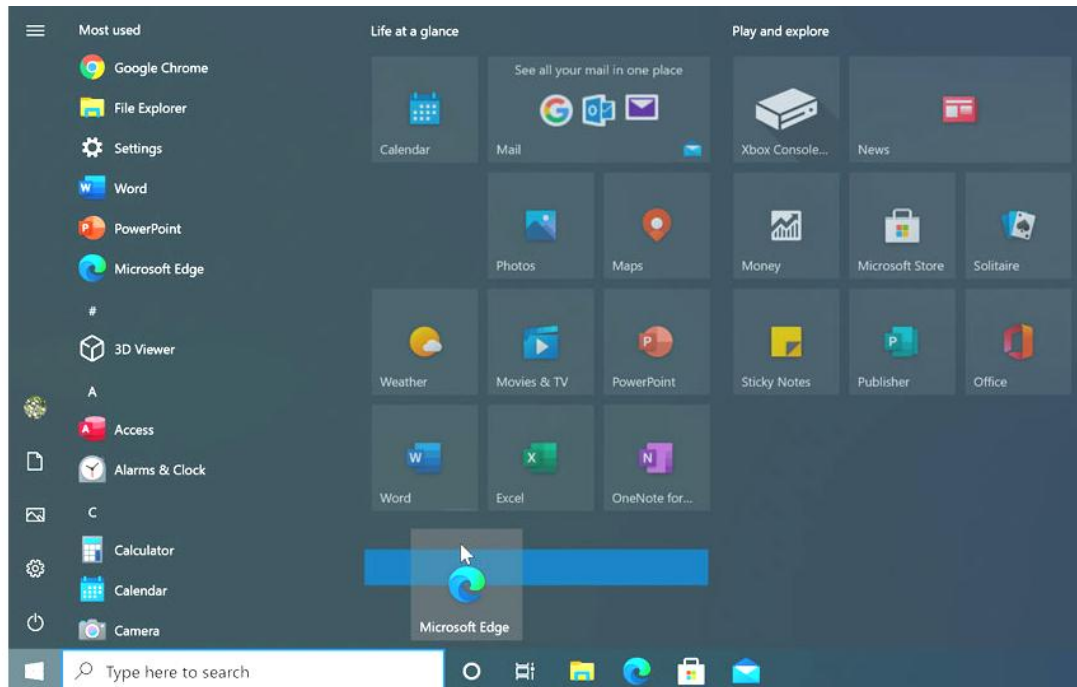 Most used
Google Chrome
File Explorer
Settings
Word
PowerPoint
Microsoft Edge
#
3D Viewer
A
Access
Alarms & Clock
C
Calculator
Calendar
Camera
Life at a glance
Calendar
See all your mail in one place
Mail
Photos
Maps
Weather
Movies & TV
PowerPoint
Word
Excel
OneNote for...
Microsoft Edge
Play and explore
Xbox Console...
News
Money
Microsoft Store
Solitaire
Sticky Notes
Publisher
Office
Type here to search